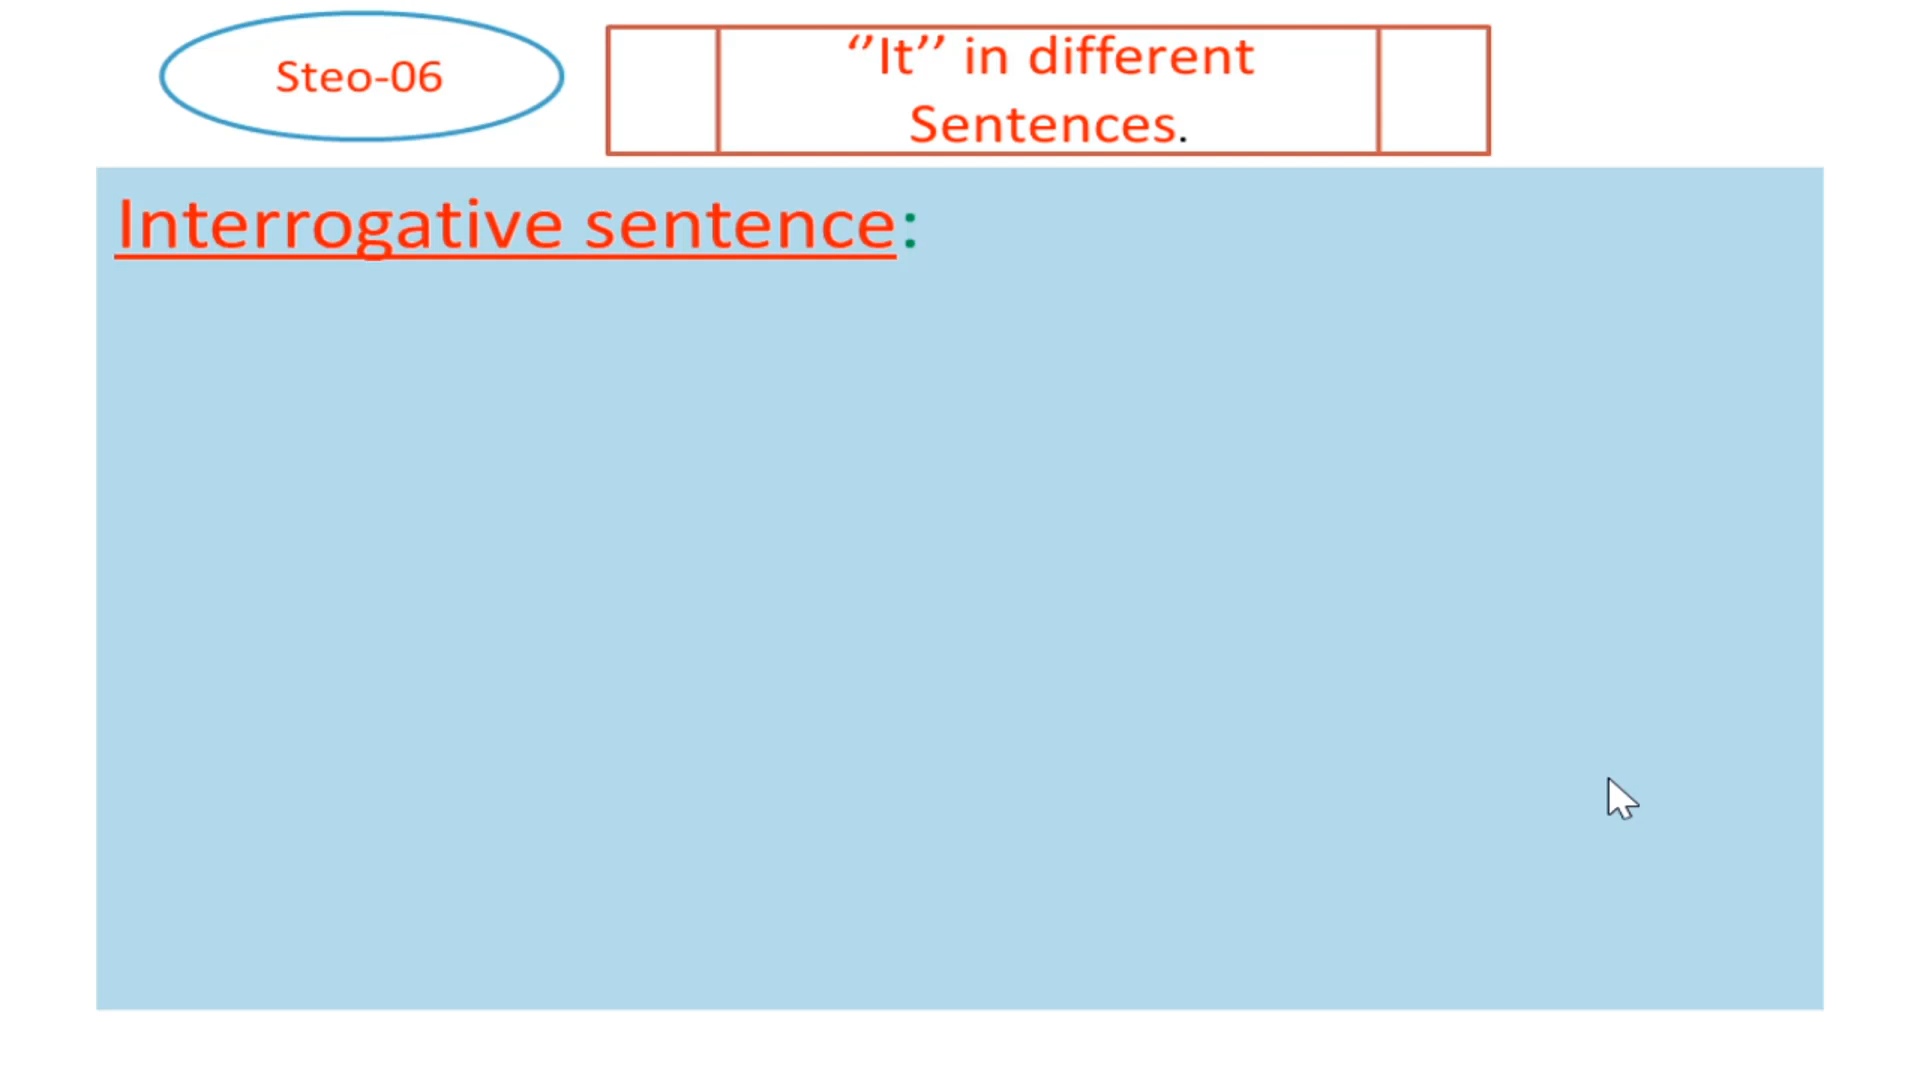 Steo-06
‘’It’’ in different
Sentences.
Interrogative sentence: